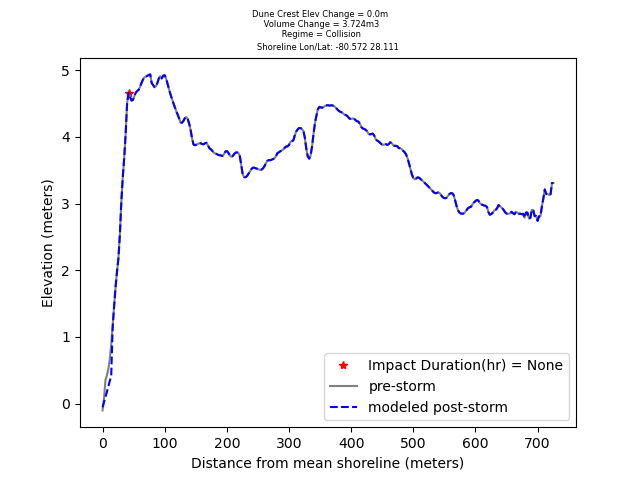 Dune Crest Elev Change = 0.0m
Volume Change = 3.724m3
Regime = Collision
Shoreline Lon/Lat: -80.572 28.111
5
4
3
2
1
0
Elevation (meters)
Impact Duration(hr) = None
pre-storm
modeled post-storm
0 100 200 300 400 500 600 700
Distance from mean shoreline (meters)